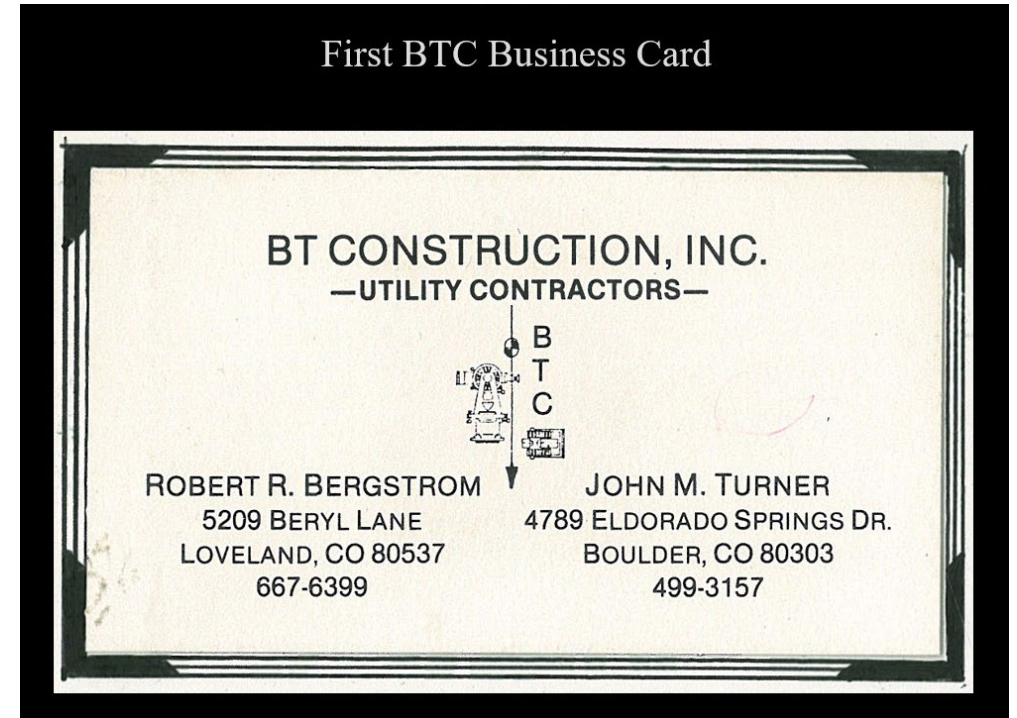 First BTC Business Card
BT CONSTRUCTION, INC.
—UTILITY CONTRACTORS—
B
T
C
ROBERT R. BERGSTROM
5209 BERYL LANE
LOVELAND, CO 80537
667-6399
JOHN M. TURNER
4789 ELDORADO SPRINGS DR.
BOULDER, CO 80303
499-3157